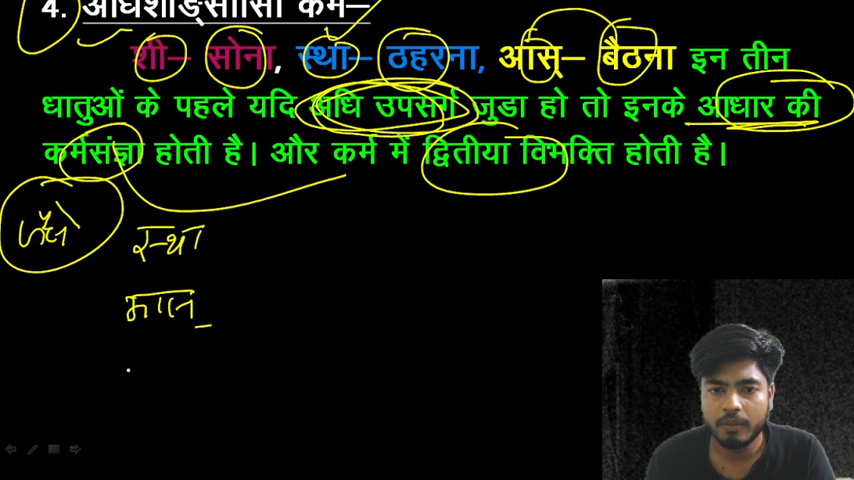 4. अधिशीङ्स्थासां कर्म–
शी– सोना, स्था– ठहरना, आस्– बैठना इन तीन
धातुओं के पहले यदि अधि उपसर्ग जुडा हो तो इनके आधार की
कर्मसंज्ञा होती है। और कर्म में द्वितीया विभक्ति होती है।
जैसे
स्था